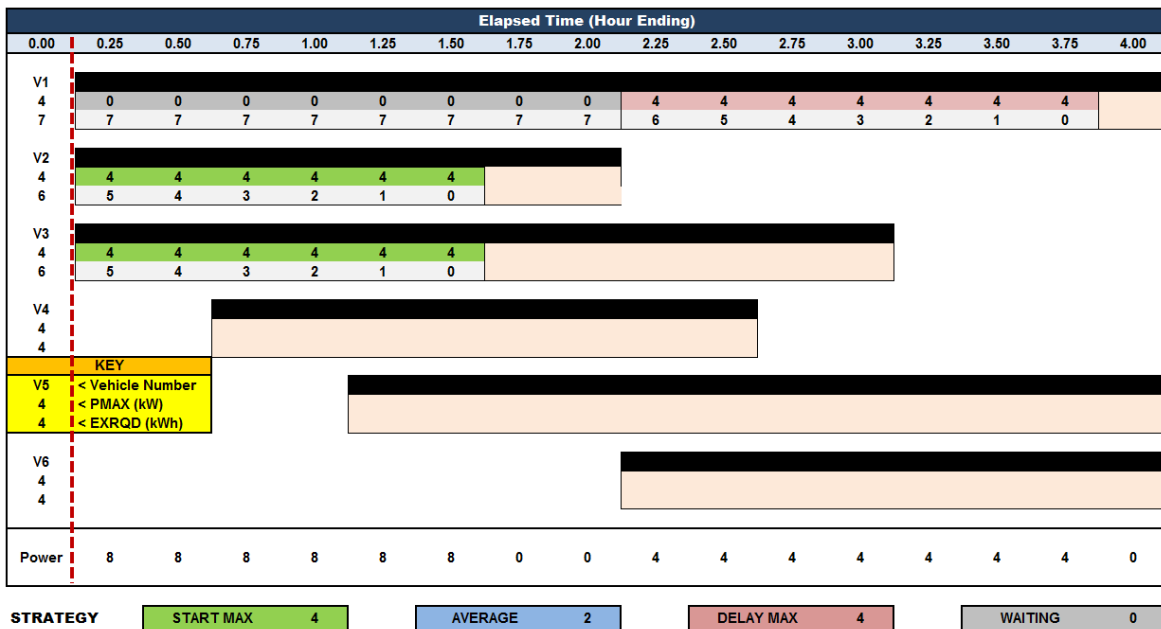 Elapsed Time (Hour Ending)
0.00 0.25 0.50 0.75 1.00 1.25 1.50 1.75 2.00 2.25 2.50 2.75 3.00 3.25 3.50 3.75 4.00
V1
4 0 0 0 0 0 0 0 0 4 4 4 4 4 4 4
7 7 7 7 7 7 7 7 7 6 5 4 3 2 1 0
V2
4 4 4 4 4 4 4
6 5 4 3 2 1 0
V3
4 4 4 4 4 4 4
6 5 4 3 2 1 0
V4
4
4
KEY
V5 < Vehicle Number
4 < PMAX (kW)
4 < EXRQD (kWh)
V6
4
4
Power 8 8 8 8 8 8 0 0 4 4 4 4 4 4 4 0
STRATEGY START MAX 4 AVERAGE 2 DELAY MAX 4 WAITING 0